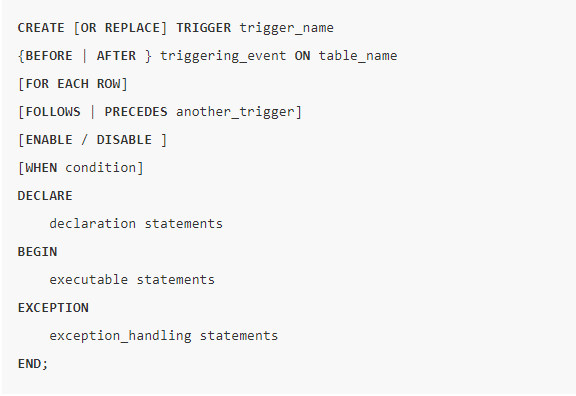 CREATE [OR REPLACE] TRIGGER trigger_name
{BEFORE | AFTER } triggering_event ON table_name
[FOR EACH ROW]
[FOLLOWS | PRECEDES another_trigger]
[ENABLE / DISABLE ]
[WHEN condition]
DECLARE
    declaration statements
BEGIN
    executable statements
EXCEPTION
    exception_handling statements
END;